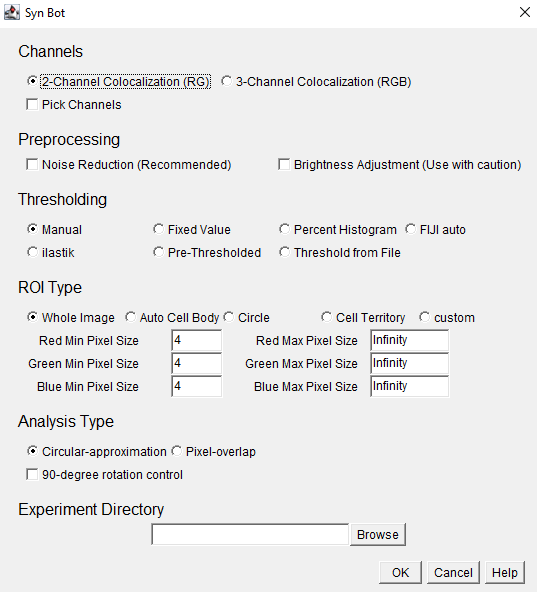 Syn Bot
Channels
2-Channel Colocalization (RG) 3-Channel Colocalization (RGB)
Pick Channels
Preprocessing
Noise Reduction (Recommended) Brightness Adjustment (Use with caution)
Thresholding
Manual Fixed Value Percent Histogram FIJI auto
ilastik Pre-Thresholded Threshold from File
ROI Type
Whole Image Auto Cell Body Circle Cell Territory custom
Red Min Pixel Size 4 Red Max Pixel Size Infinity
Green Min Pixel Size 4 Green Max Pixel Size Infinity
Blue Min Pixel Size 4 Blue Max Pixel Size Infinity
Analysis Type
Circular-approximation Pixel-overlap
90-degree rotation control
Experiment Directory
Browse
OK Cancel Help